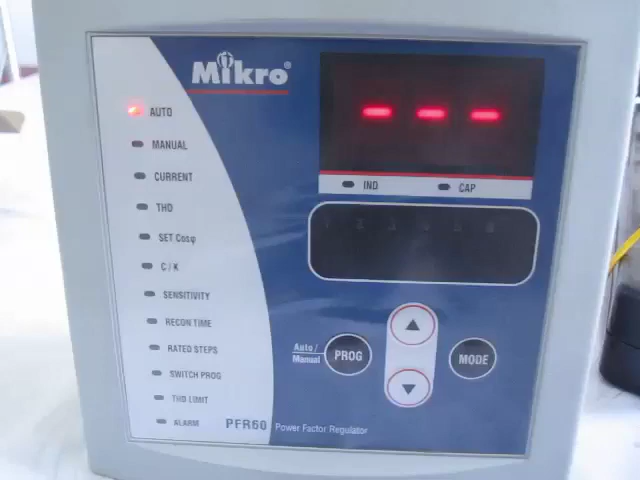 Mikro®
AUTO
MANUAL
CURRENT
THD
SET Cosφ
C / K
SENSITIVITY
RECON TIME
RATED STEPS
SWITCH PROG
THD LIMIT
ALARM
---
IND
CAP
1 2 3 4 5 6
Auto /
Manual
PROG
MODE
PFR60 Power Factor Regulator